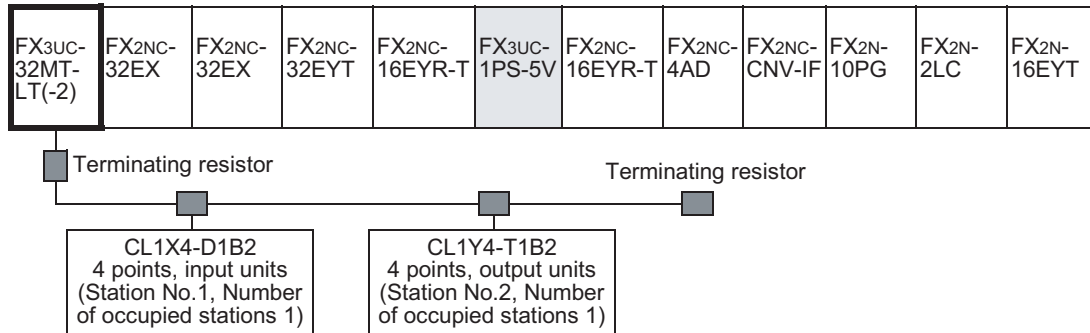 FX3UC-32MT-LT(-2)
FX2NC-32EX
FX2NC-32EX
FX2NC-32EYT
FX2NC-16EYR-T
FX3UC-1PS-5V
FX2NC-16EYR-T
FX2NC-4AD
FX2NC-CNV-IF
FX2N-10PG
FX2N-2LC
FX2N-16EYT
Terminating resistor
Terminating resistor
CL1X4-D1B2
4 points, input units
(Station No.1, Number
of occupied stations 1)
CL1Y4-T1B2
4 points, output units
(Station No.2, Number
of occupied stations 1)